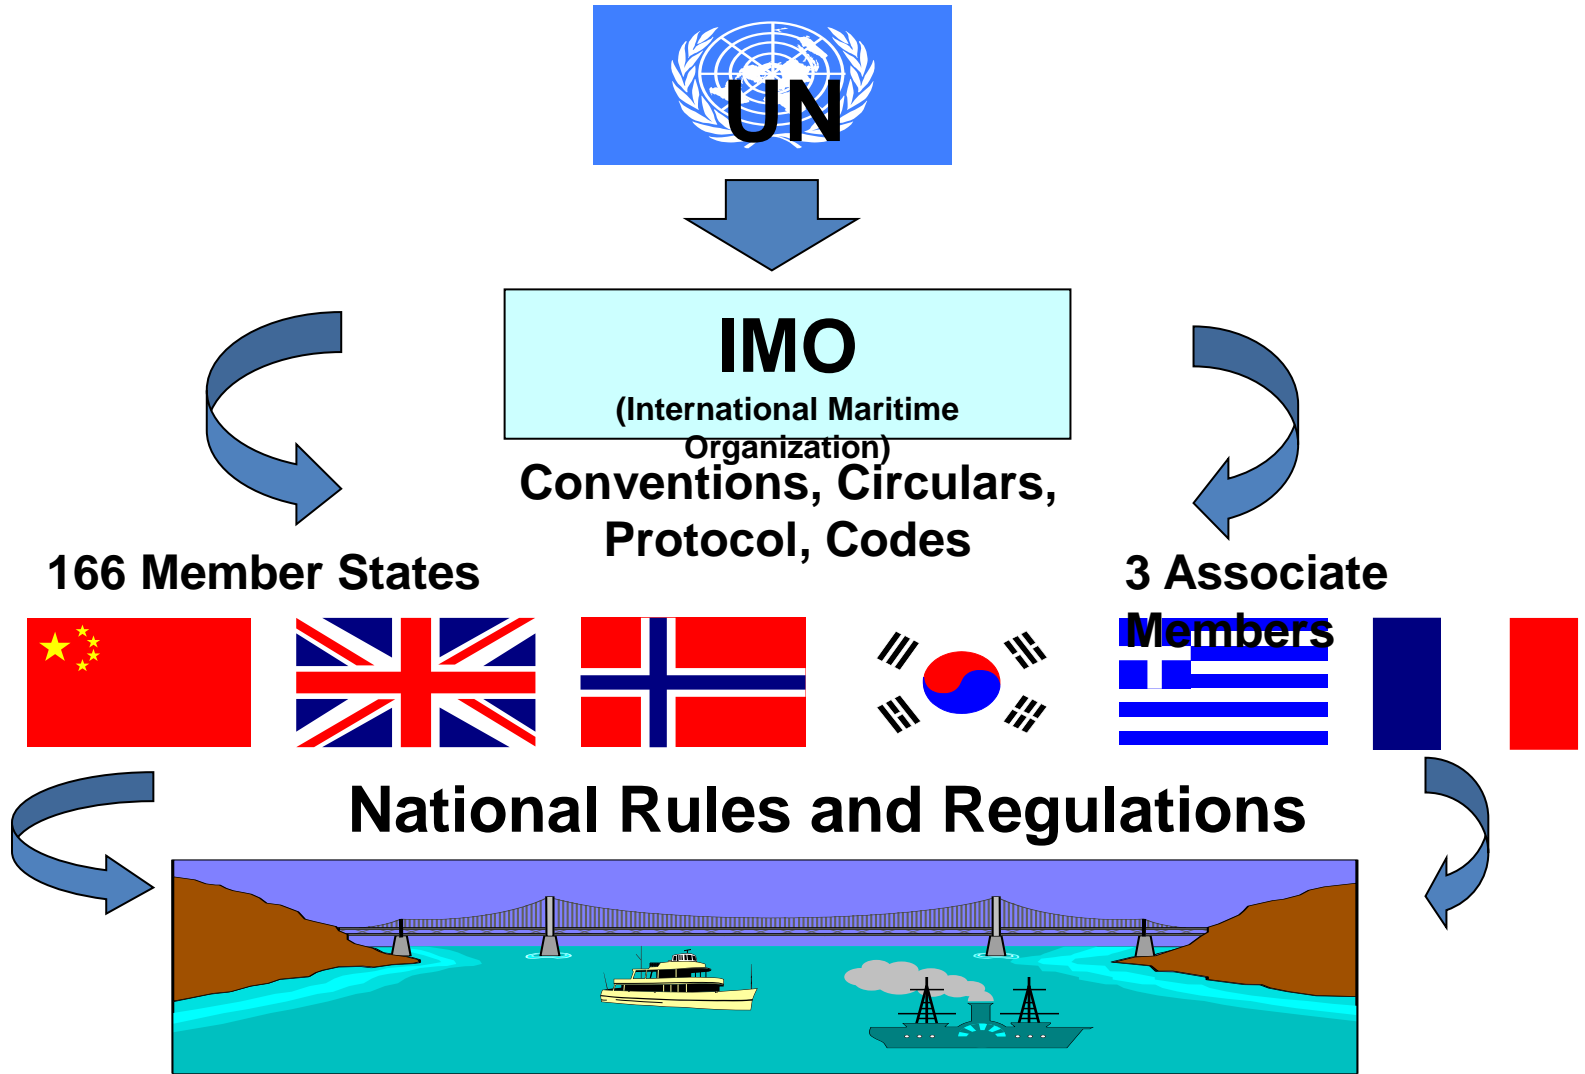 UN
IMO
(International Maritime
Organization)
Conventions, Circulars,
Protocol, Codes
166 Member States
3 Associate
Members
National Rules and Regulations